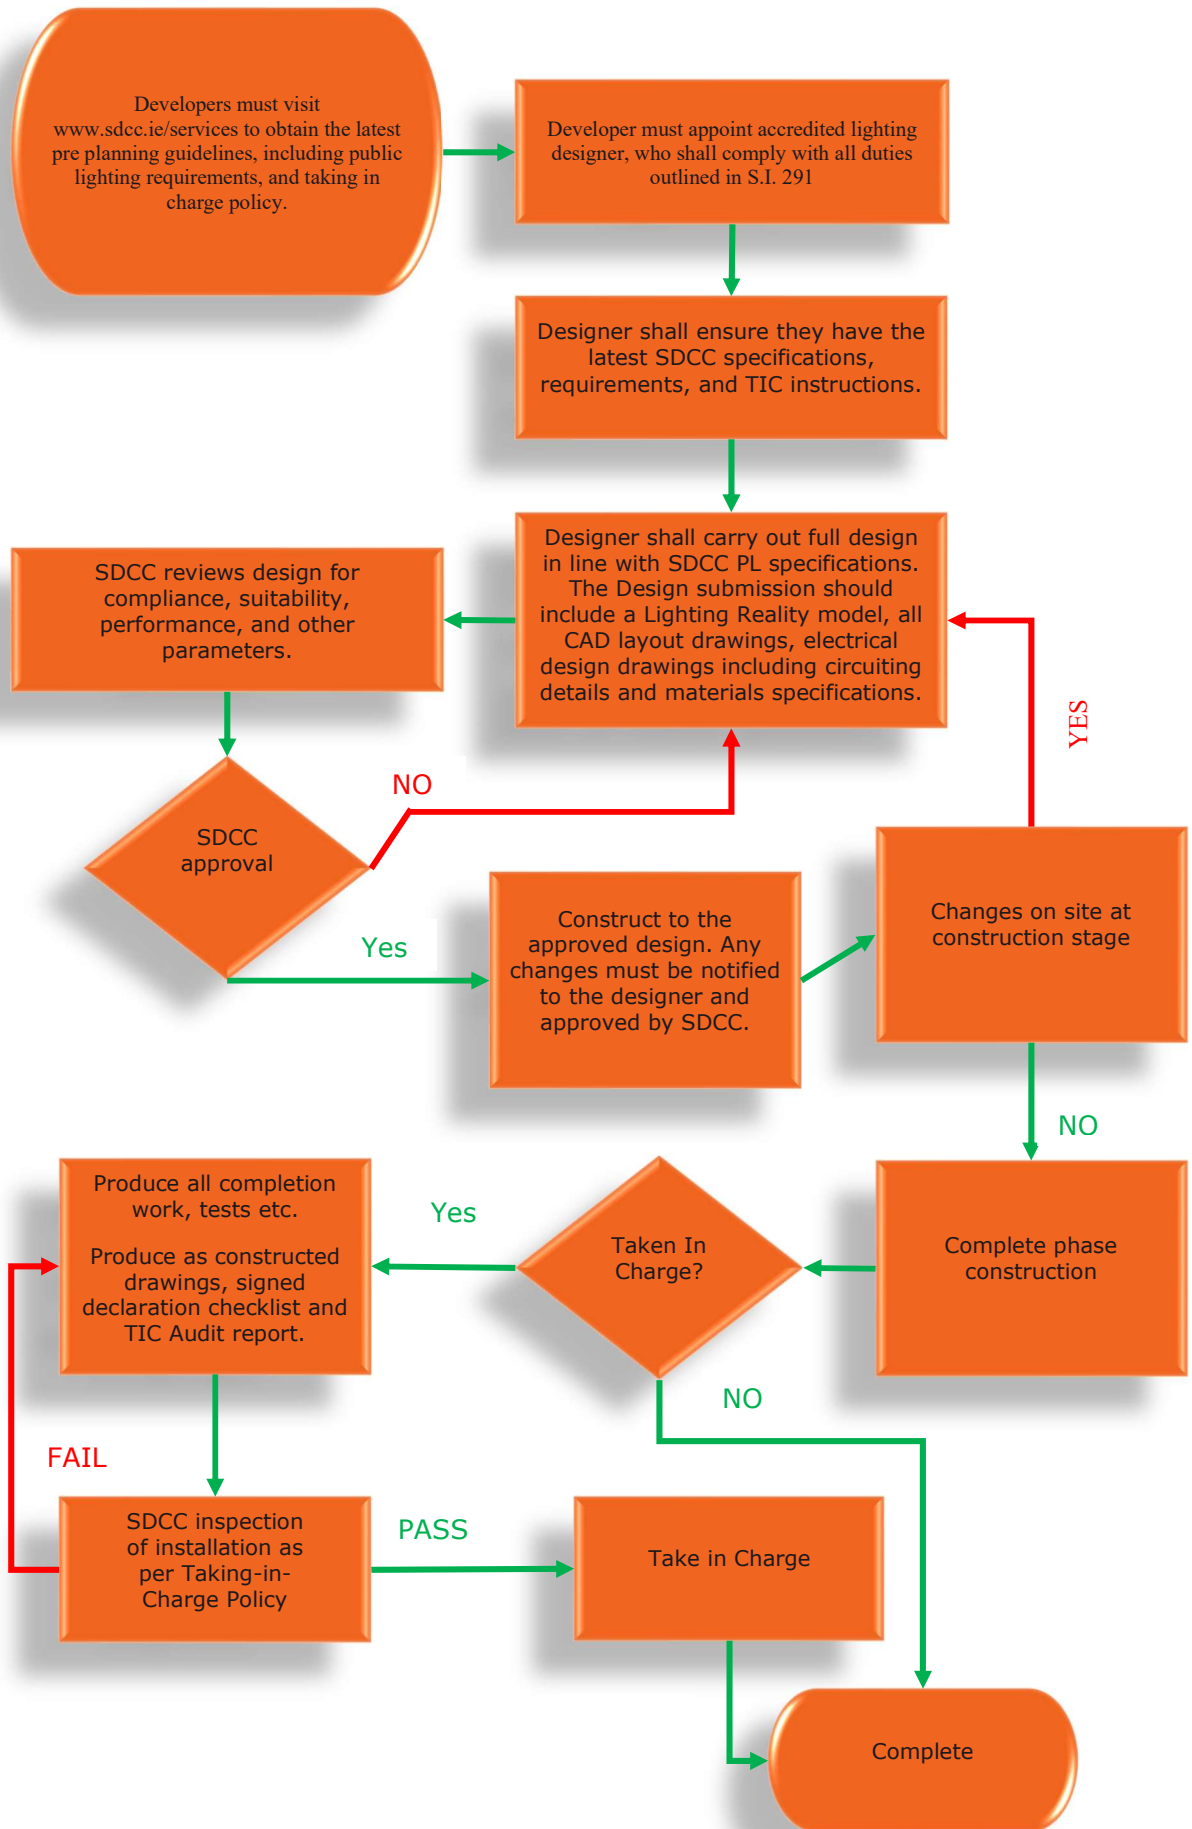 Developers must visit
www.sdcc.ie/services to obtain the latest
pre planning guidelines, including public
lighting requirements, and taking in
charge policy.
Developer must appoint accredited lighting
designer, who shall comply with all duties
outlined in S.I. 291
Designer shall ensure they have the
latest SDCC specifications,
requirements, and TIC instructions.
Designer shall carry out full design
in line with SDCC PL specifications.
The Design submission should
include a Lighting Reality model, all
CAD layout drawings, electrical
design drawings including circuiting
details and materials specifications.
SDCC reviews design for
compliance, suitability,
performance, and other
parameters.
YES
NO
SDCC
approval
Yes
Construct to the
approved design. Any
changes must be notified
to the designer and
approved by SDCC.
Changes on site at
construction stage
NO
Complete phase
construction
Taken In
Charge?
Yes
Produce all completion
work, tests etc.
Produce as constructed
drawings, signed
declaration checklist and
TIC Audit report.
NO
FAIL
SDCC inspection
of installation as
per Taking-in-
Charge Policy
PASS
Take in Charge
Complete